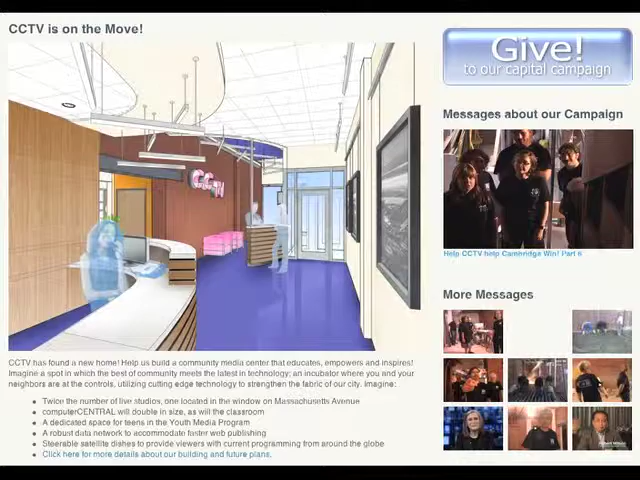 CCTV is on the Move!
Give!
to our capital campaign
Messages about our Campaign
CCTV
Help CCTV help Cambridge Win! Part 6
More Messages
CCTV has found a new home! Help us build a community media center that educates, empowers and inspires!
Imagine a spot in which the best of community meets the latest in technology; an incubator where you and your
neighbors are at the controls, utilizing cutting edge technology to strengthen the fabric of our city. Imagine:
Twice the number of live studios, one located in the window on Massachusetts Avenue
computerCENTRAL will double in size, as will the classroom
A dedicated space for teens in the Youth Media Program
A robust data network to accommodate faster web publishing
Steerable satellite dishes to provide viewers with current programming from around the globe
Click here for more details about our building and future plans.